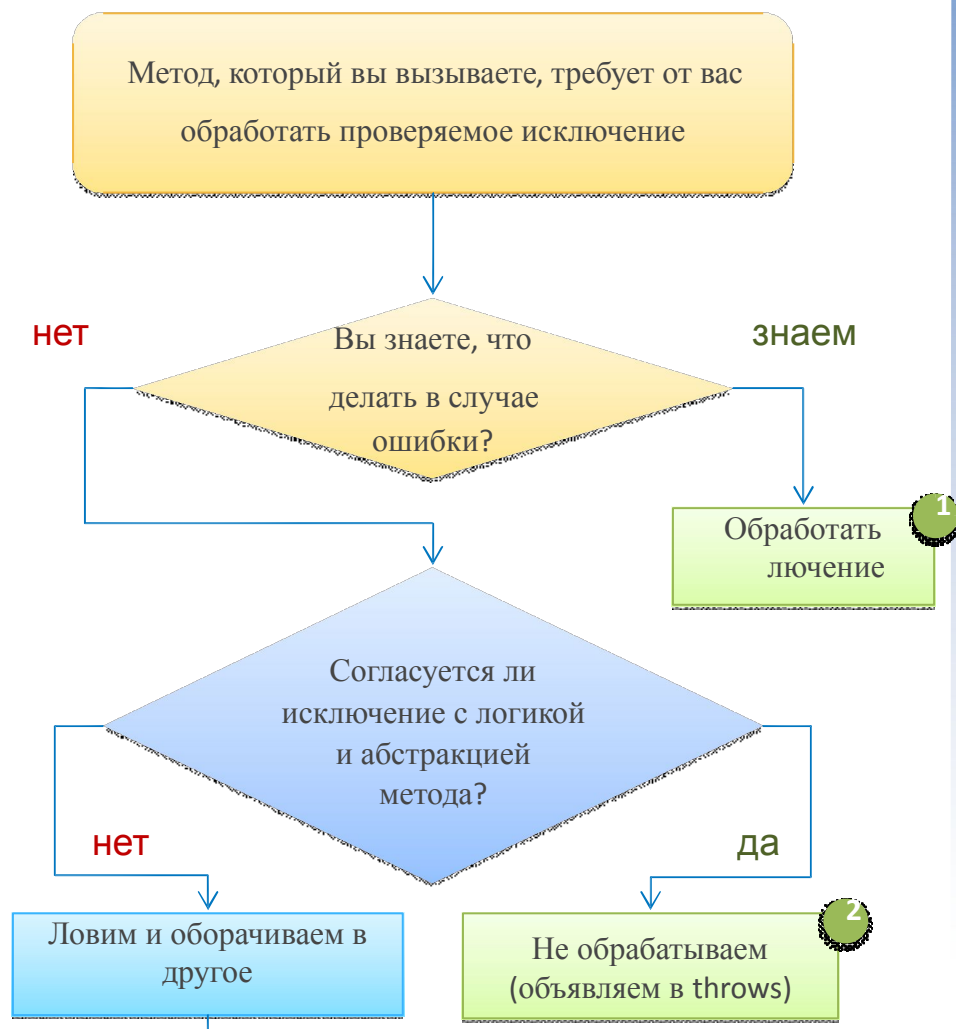 Метод, который вы вызываете, требует от вас
обработать проверяемое исключение
нет
знаем
Вы знаете, что
делать в случае
ошибки?
1
Обработать
лючение
Согласуется ли
исключение с логикой
и абстракцией
метода?
нет
да
Ловим и оборачиваем в
другое
2
Не обрабатываем
(объявляем в throws)